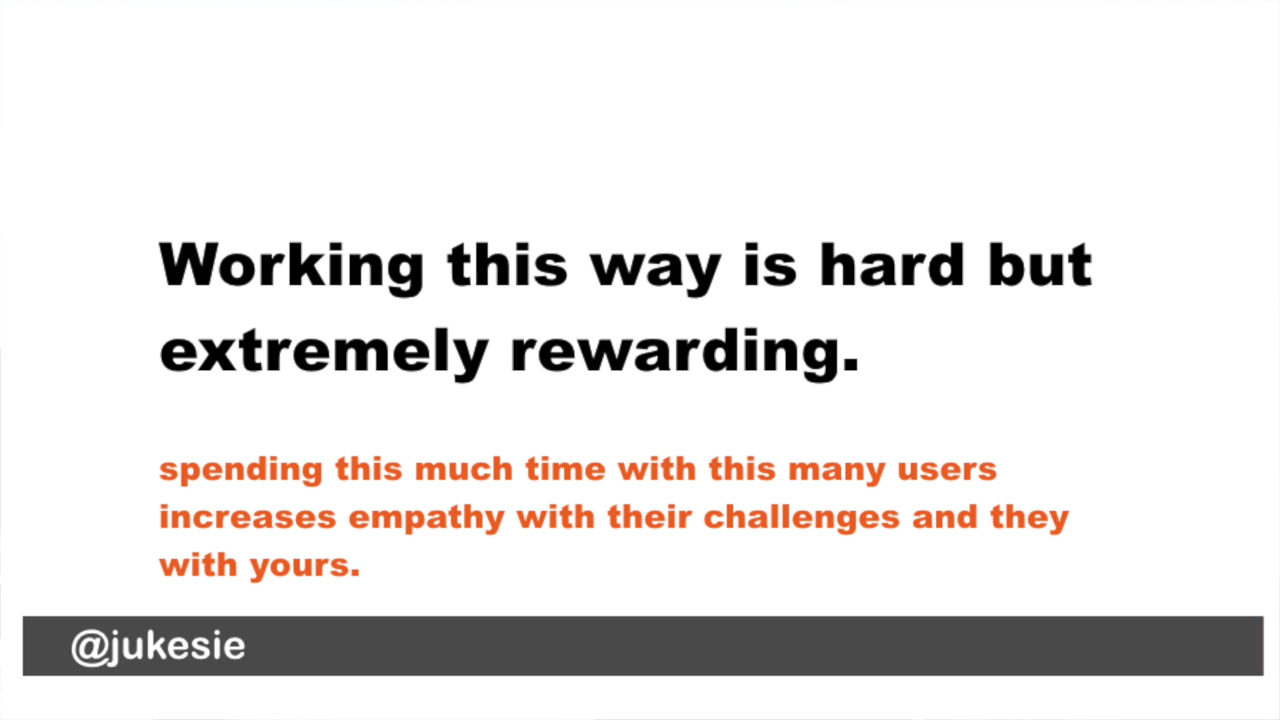 Working this way is hard but
extremely rewarding.
spending this much time with this many users
increases empathy with their challenges and they
with yours.
@jukesie